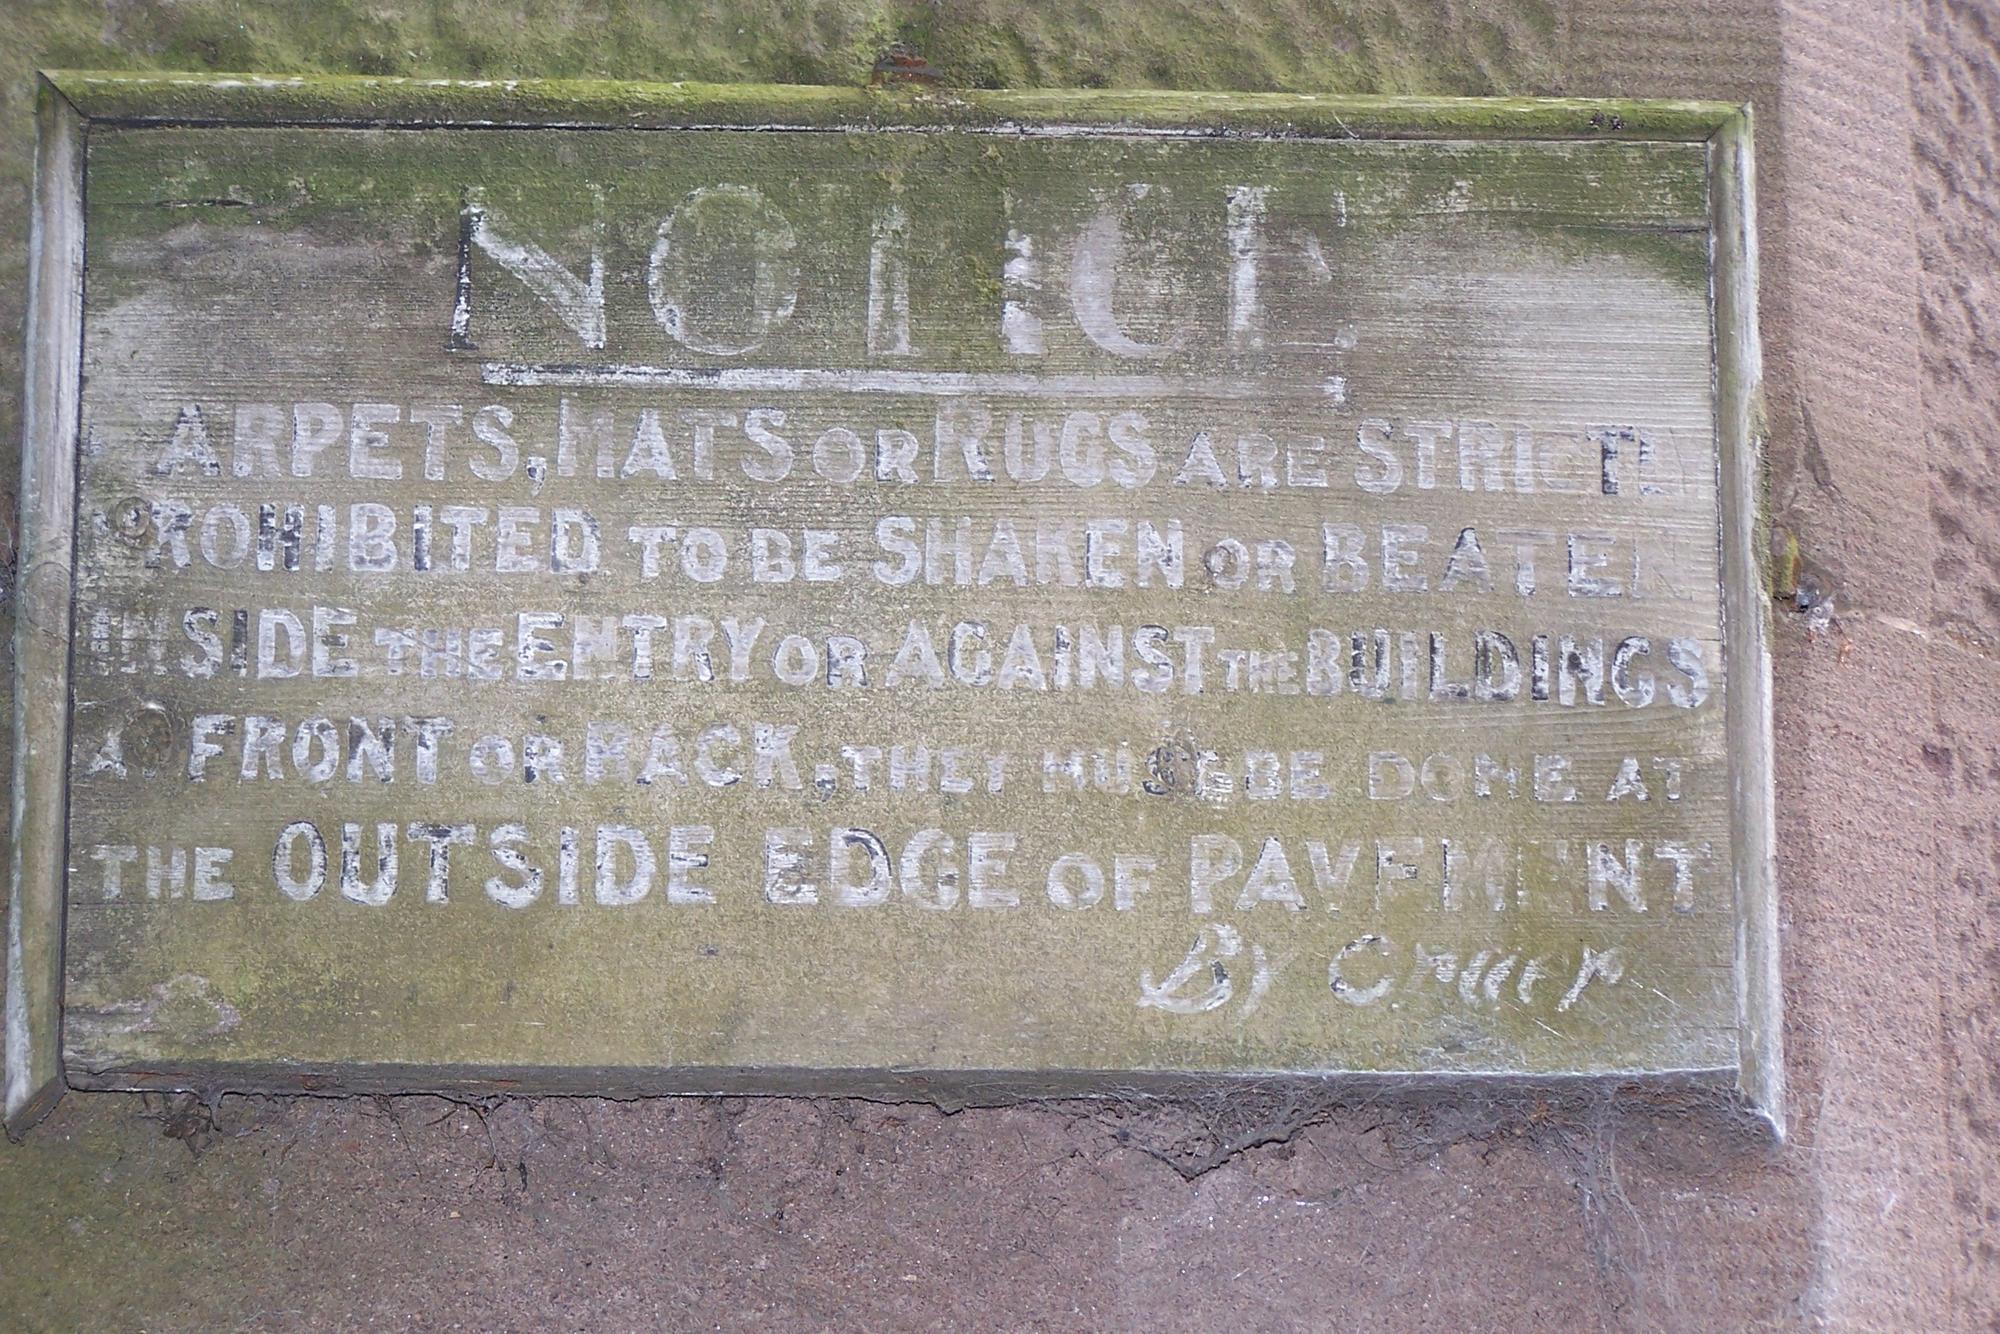 NOTICE
CARPETS, MATS OR RUGS ARE STRICTLY
PROHIBITED TO BE SHAKEN OR BEATEN
INSIDE THE ENTRY OR AGAINST THE BUILDINGS
AT FRONT OR BACK, THEY MUST BE DONE AT
THE OUTSIDE EDGE OF PAVEMENT
By Order